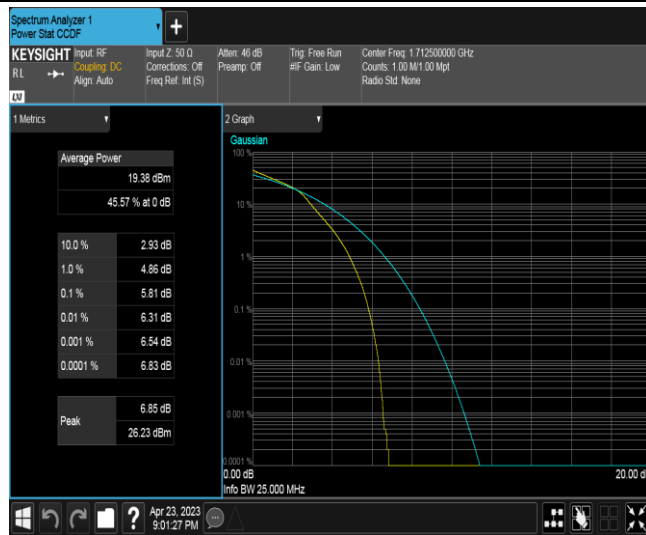 Spectrum Analyzer 1
Power Stat CCDF
+
KEYSIGHT
RL
Input: RF
Coupling: DC
Align: Auto
Input Z: 50 Ω
Corrections: Off
Freq Ref: Int (S)
Atten: 46 dB
Preamp: Off
Trig: Free Run
#IF Gain: Low
Center Freq: 1.712500000 GHz
Counts: 1.00 M/1.00 Mpt
Radio Std: None
1 Metrics
Average Power
19.38 dBm
45.57 % at 0 dB
10.0 % 2.93 dB
1.0 % 4.86 dB
0.1 % 5.81 dB
0.01 % 6.31 dB
0.001 % 6.54 dB
0.0001 % 6.83 dB
Peak
6.85 dB
26.23 dBm
2 Graph
Gaussian
100 %
10 %
1 %
0.1 %
0.01 %
0.001 %
0.0001 %
0.00 dB
20.00 d
Info BW 25.000 MHz
?
Apr 23, 2023
9:01:27 PM